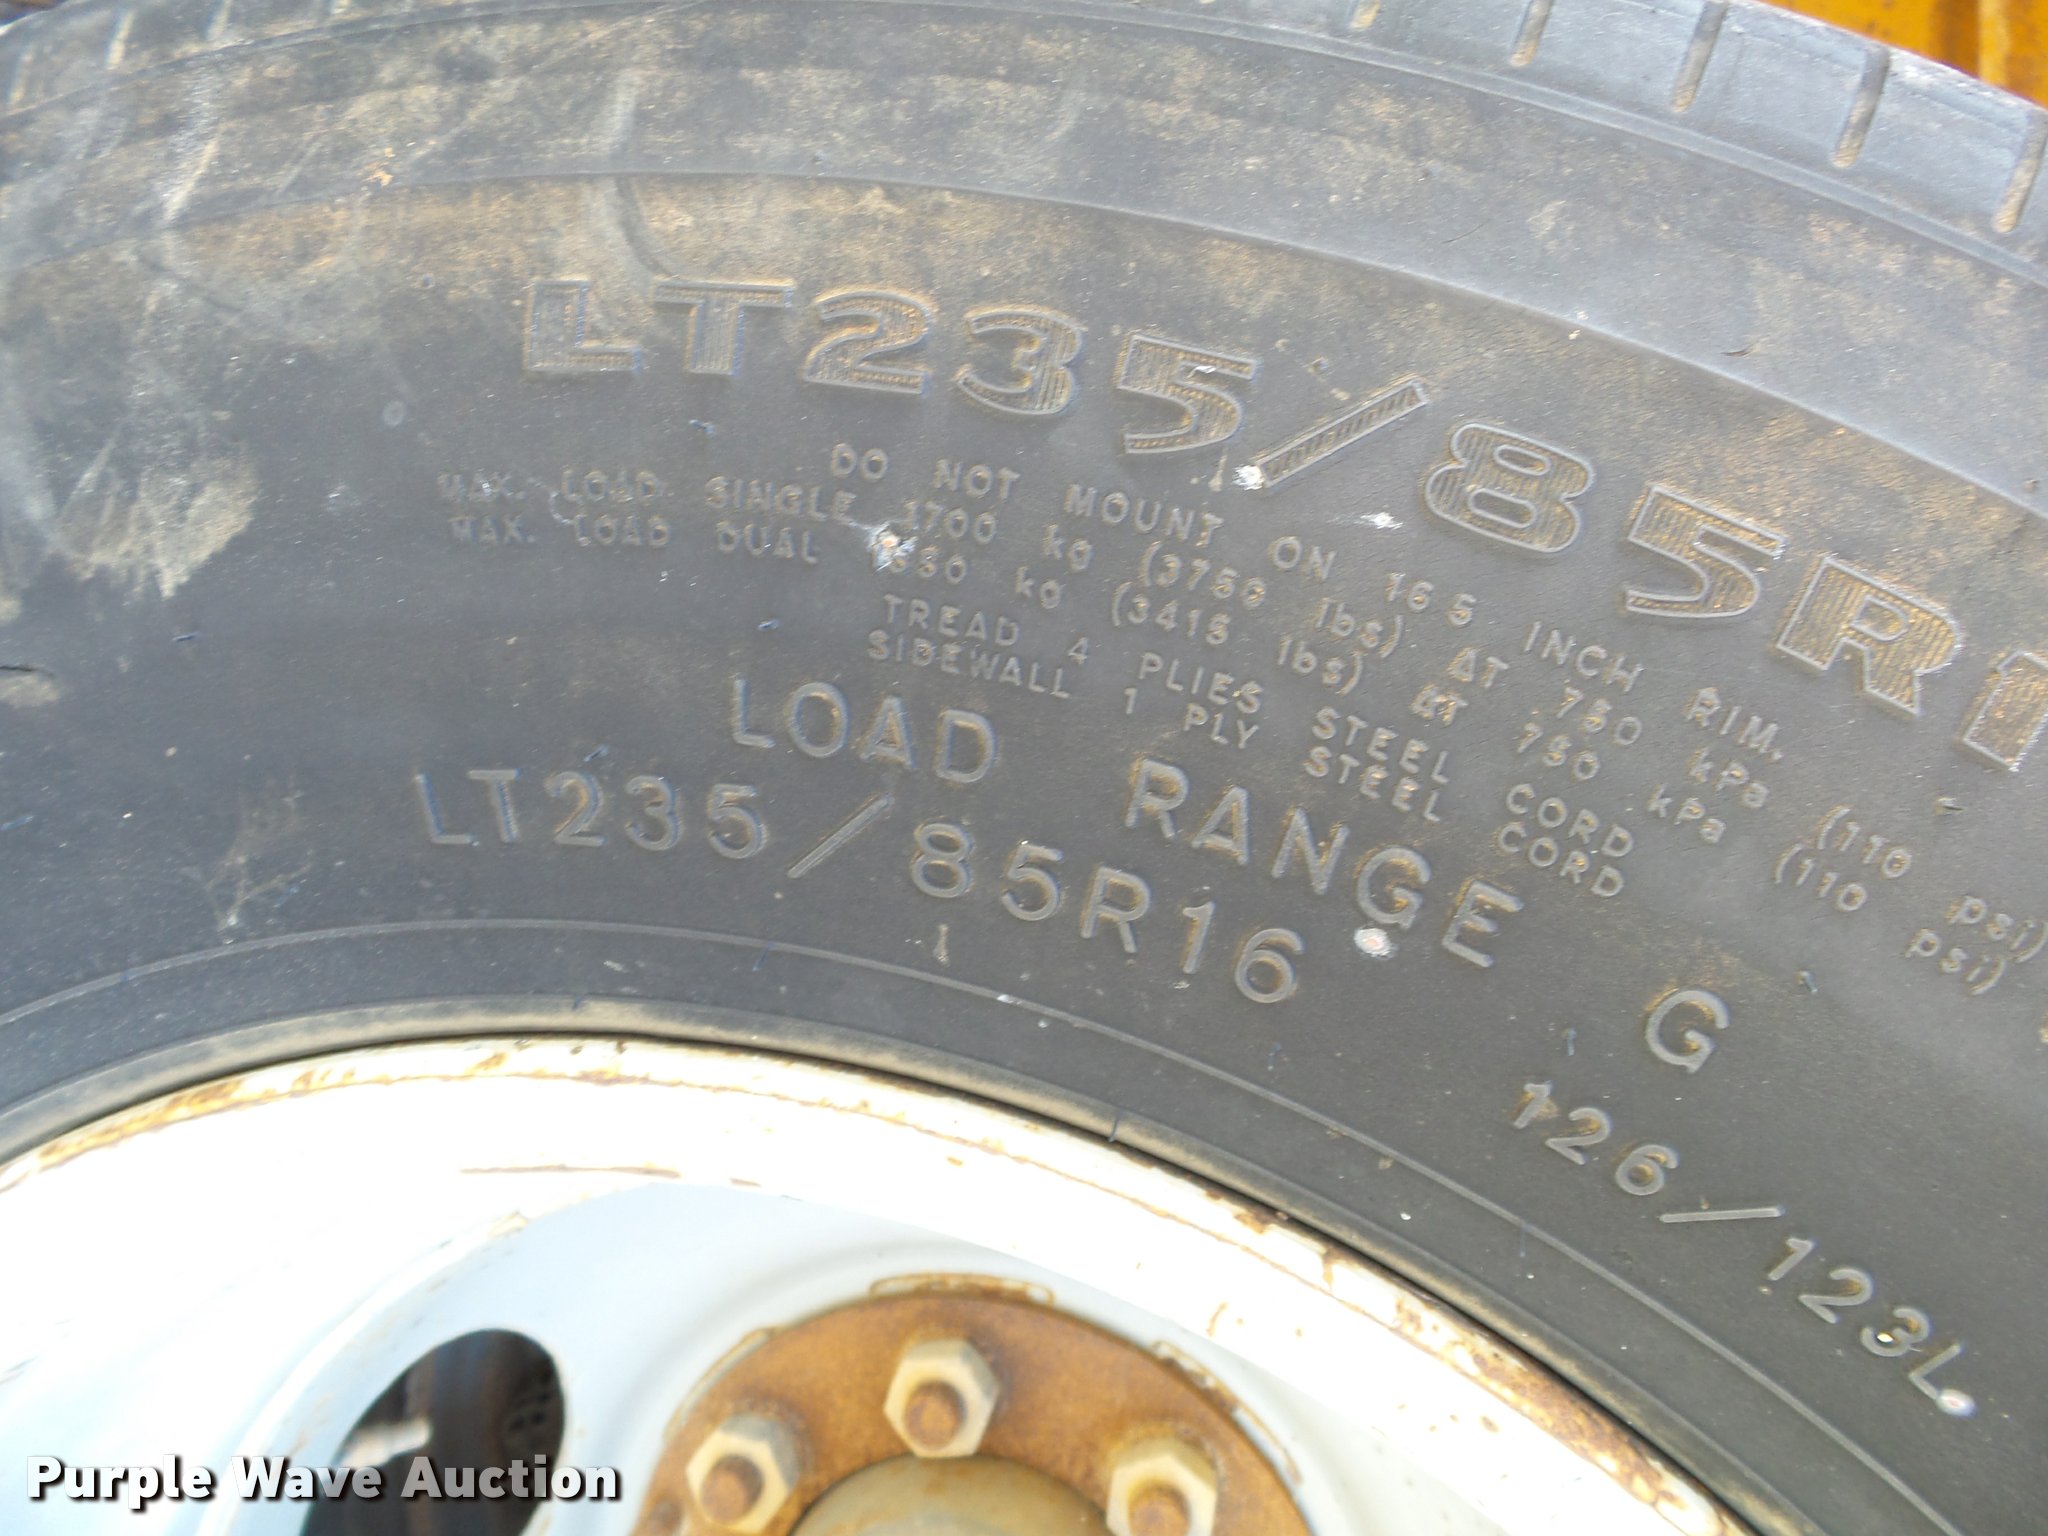 LT235/85R1
DO NOT MOUNT ON 16 5 INCH RIM.
MAX. LOAD SINGLE 1700 kg (3750 lbs) AT 750 kPa (110 psi)
MAX. LOAD DUAL 1550 kg (3415 lbs) AT 750 kPa (110 psi)
TREAD 4 PLIES STEEL CORD
SIDEWALL 1 PLY STEEL CORD
LOAD RANGE G
LT235/85R16 126/123L.
Purple Wave Auction